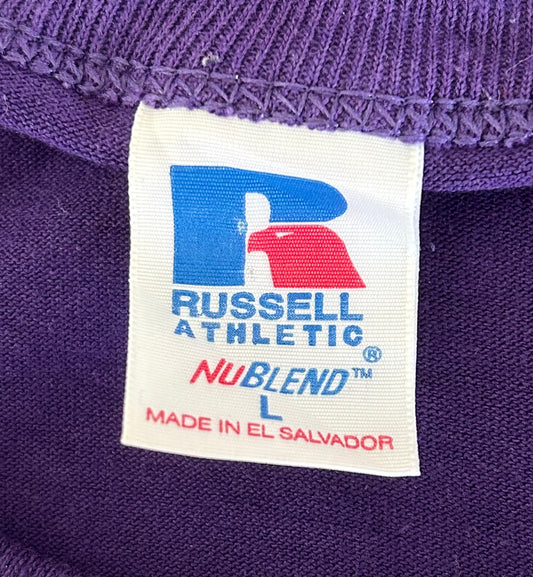 R
RUSSELL
ATHLETIC®
NUBLEND™
L
MADE IN EL SALVADOR